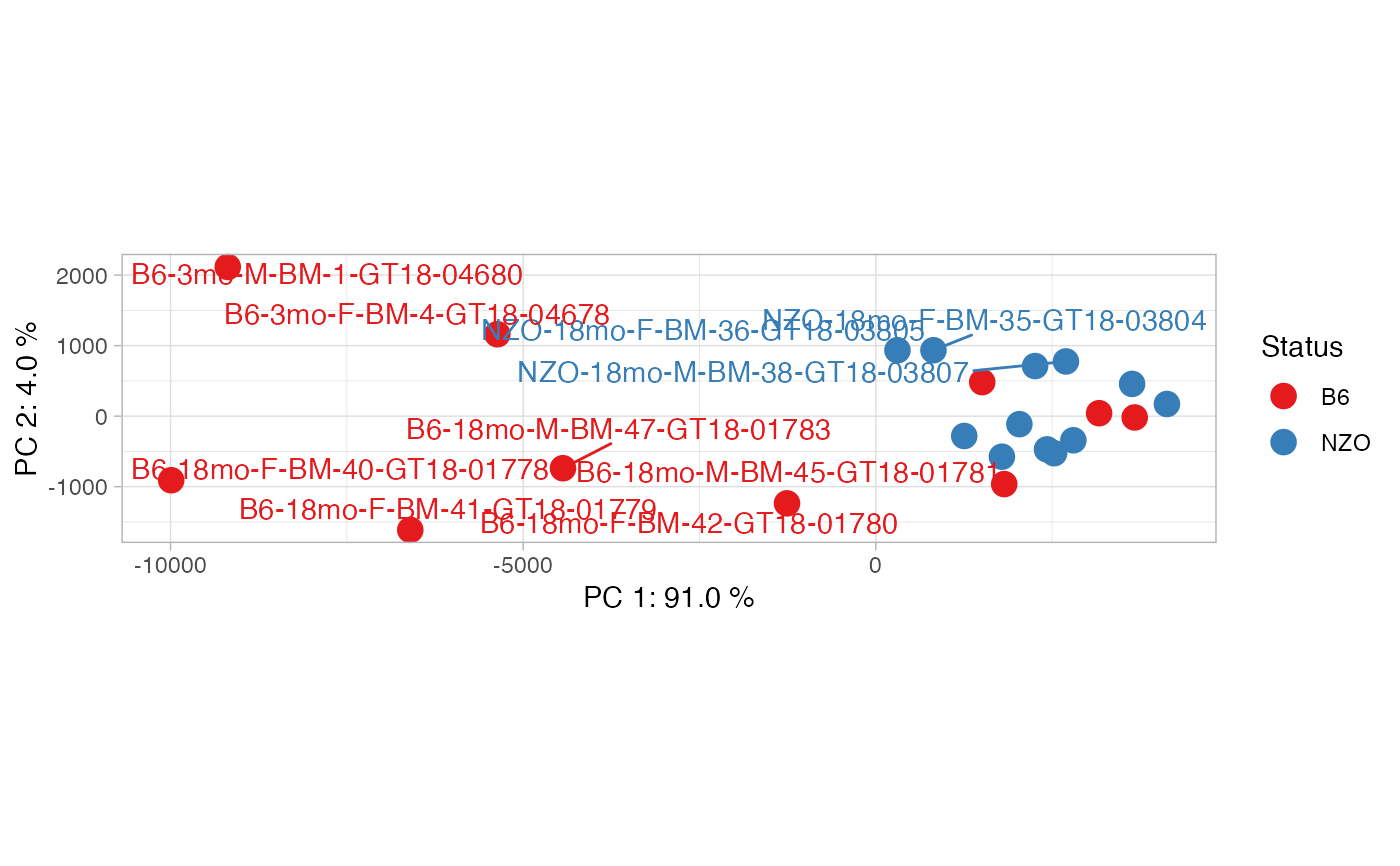 2000
1000
0
-1000
PC 2: 4.0 %
B6-3mo-M-BM-1-GT18-04680
B6-3mo-F-BM-4-GT18-04678
NZO-18mo-F-BM-35-GT18-03804
NZO-18mo-F-BM-36-GT18-03805
NZO-18mo-M-BM-38-GT18-03807
B6-18mo-M-BM-47-GT18-01783
B6-18mo-F-BM-40-GT18-01778
B6-18mo-M-BM-45-GT18-01781
B6-18mo-F-BM-41-GT18-01779
B6-18mo-F-BM-42-GT18-01780
-10000
-5000
0
PC 1: 91.0 %
Status
B6
NZO